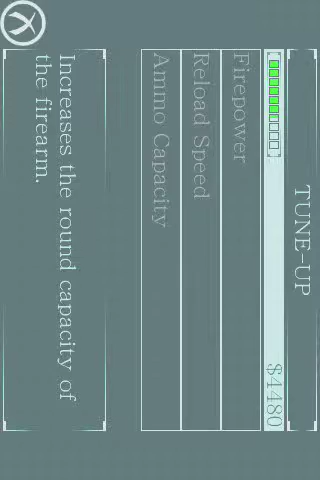 TUNE-UP
$4480
Firepower
Reload Speed
Ammo Capacity
Increases the round capacity of
the firearm.